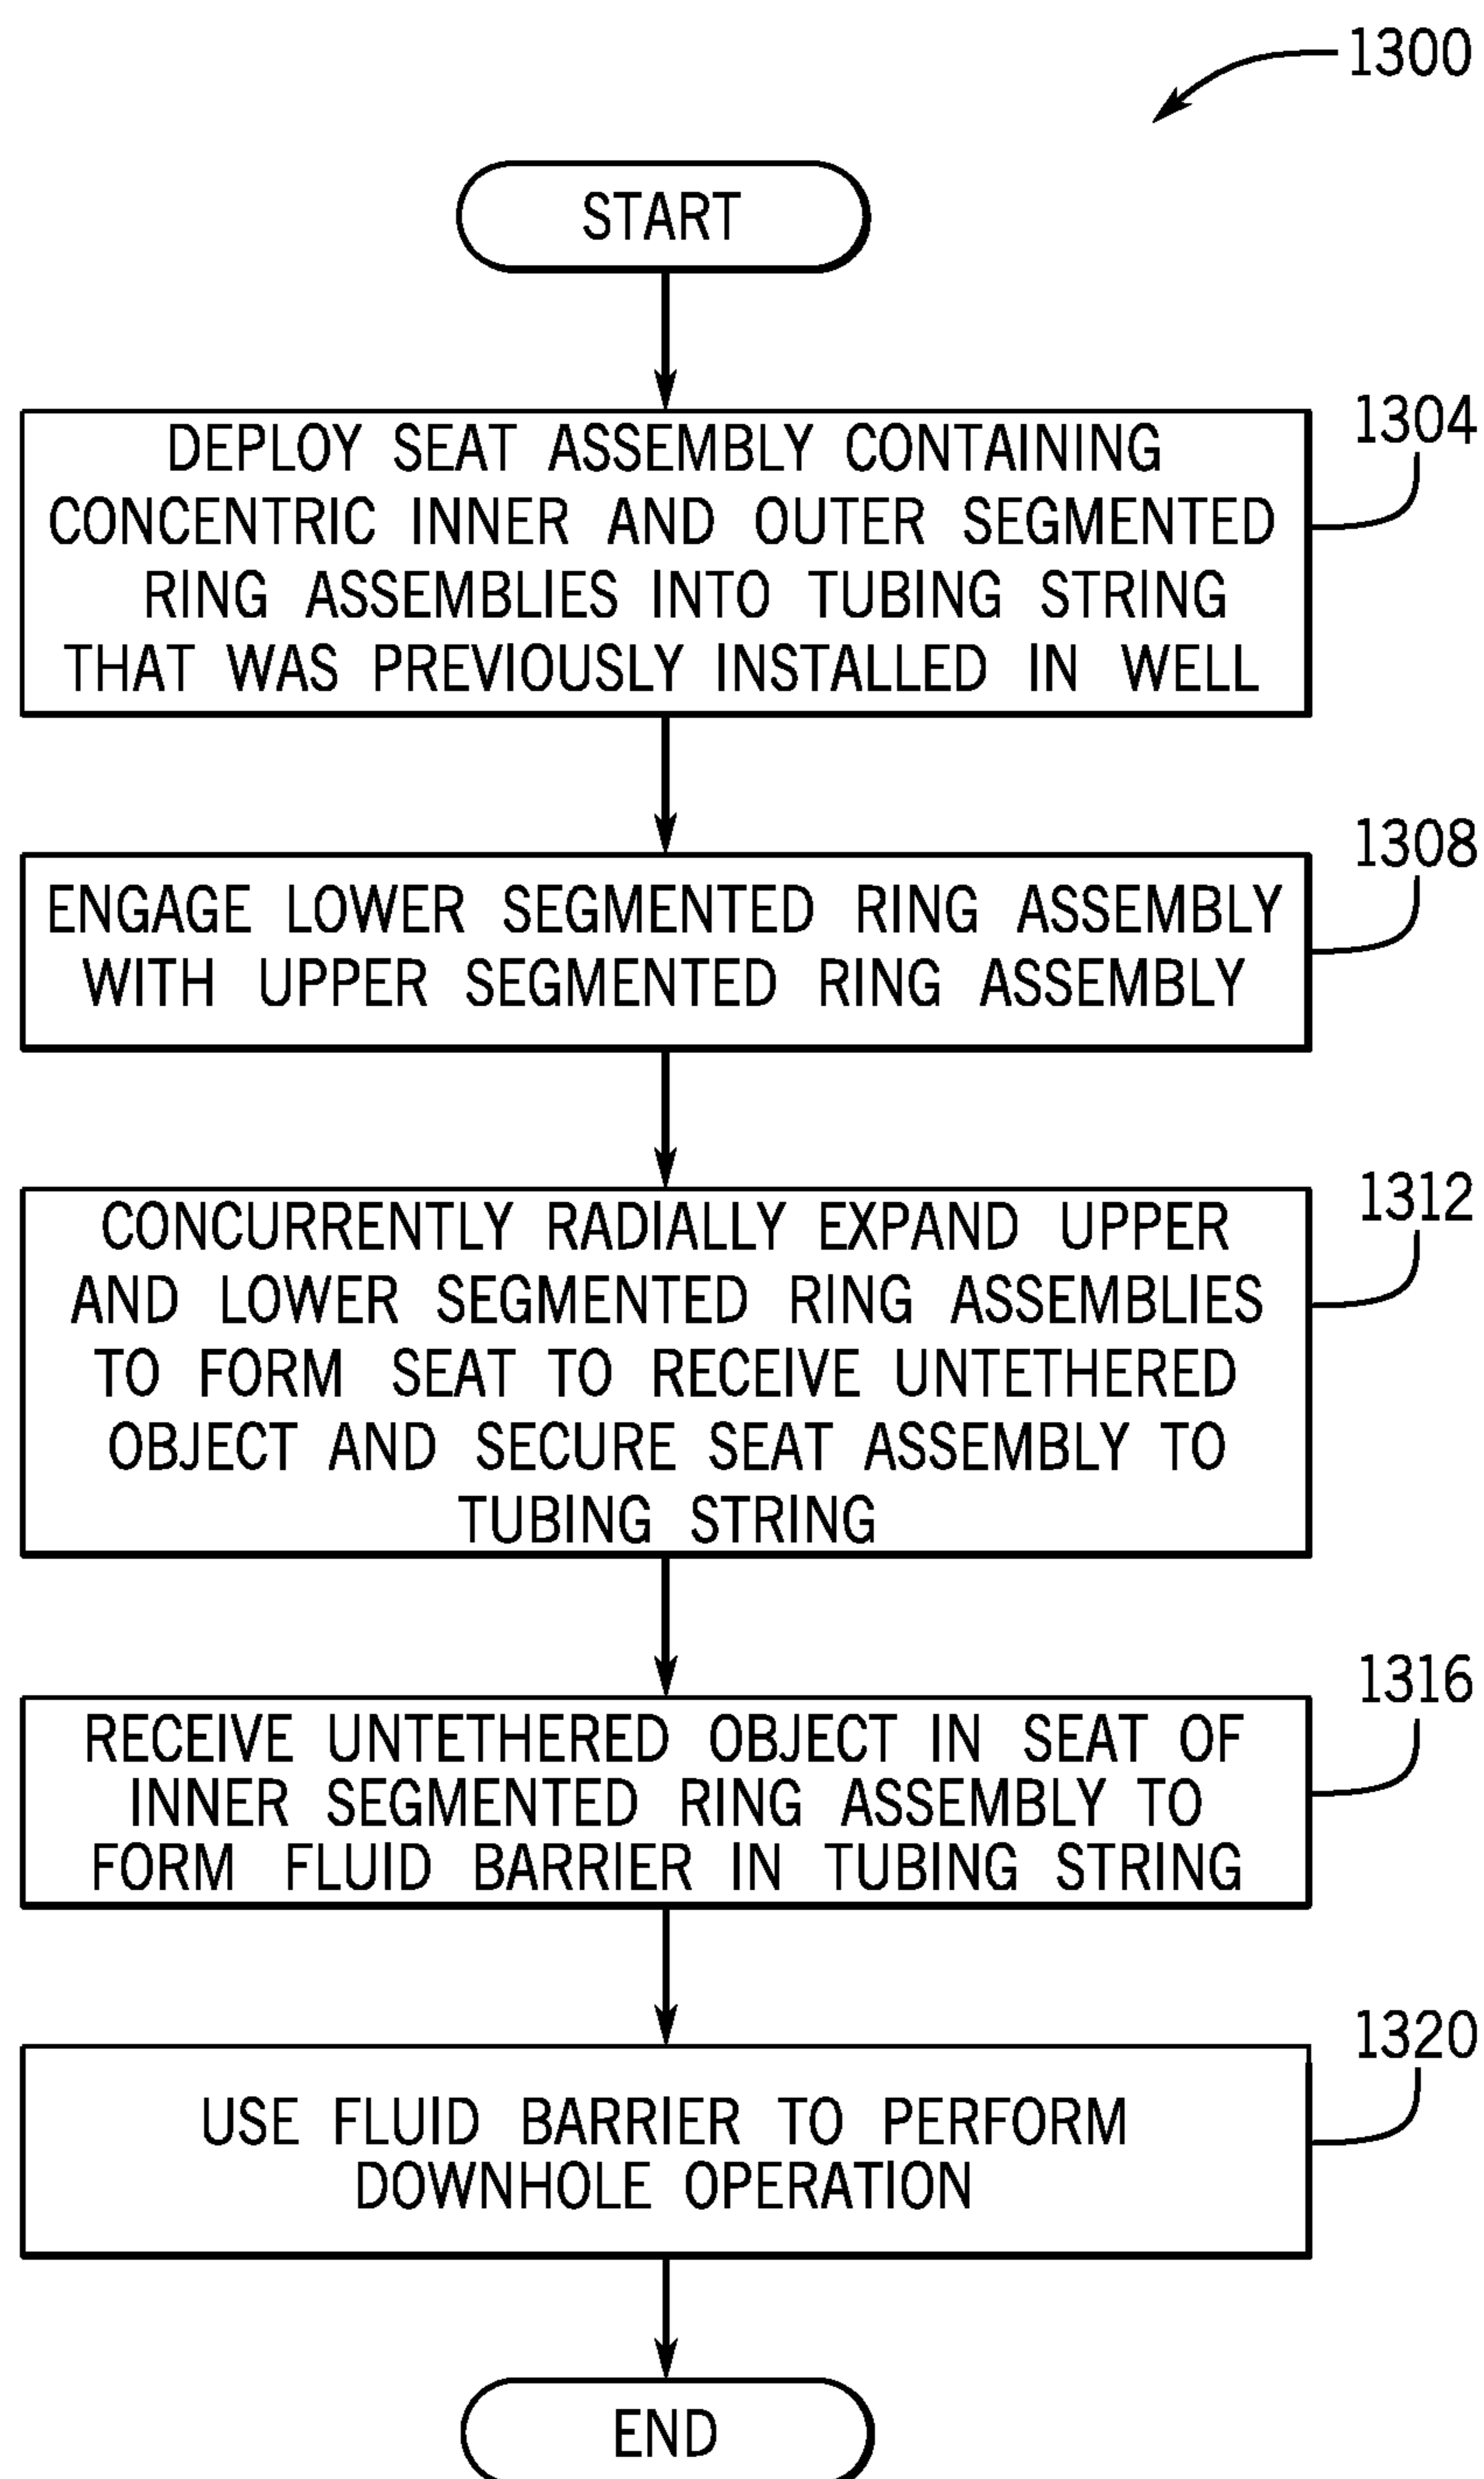 1300
START
1304
DEPLOY SEAT ASSEMBLY CONTAINING
CONCENTRIC INNER AND OUTER SEGMENTED
RING ASSEMBLIES INTO TUBING STRING
THAT WAS PREVIOUSLY INSTALLED IN WELL
1308
ENGAGE LOWER SEGMENTED RING ASSEMBLY
WITH UPPER SEGMENTED RING ASSEMBLY
1312
CONCURRENTLY RADIALLY EXPAND UPPER
AND LOWER SEGMENTED RING ASSEMBLIES
TO FORM SEAT TO RECEIVE UNTETHERED
OBJECT AND SECURE SEAT ASSEMBLY TO
TUBING STRING
1316
RECEIVE UNTETHERED OBJECT IN SEAT OF
INNER SEGMENTED RING ASSEMBLY TO
FORM FLUID BARRIER IN TUBING STRING
1320
USE FLUID BARRIER TO PERFORM
DOWNHOLE OPERATION
END